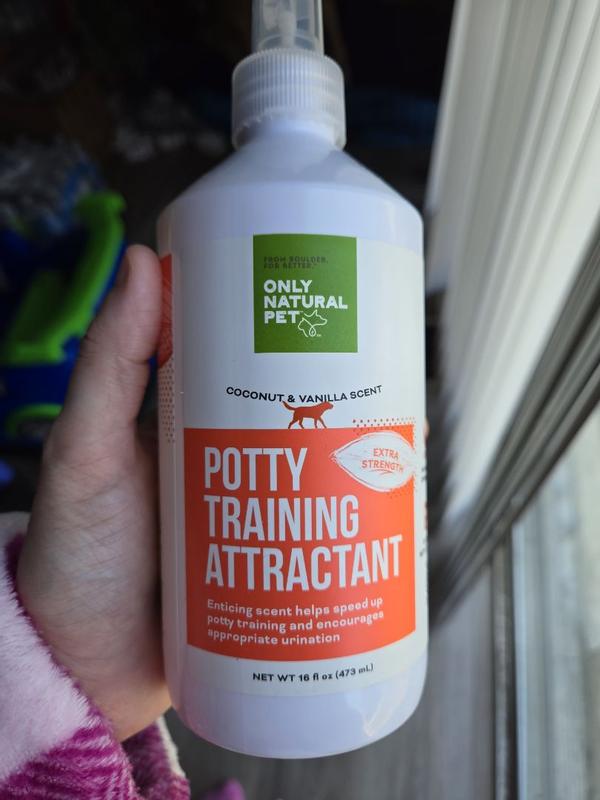 FROM BOULDER.
FOR BETTER.™
ONLY
NATURAL
PET
COCONUT & VANILLA SCENT
EXTRA
STRENGTH
POTTY
TRAINING
ATTRACTANT
Enticing scent helps speed up
potty training and encourages
appropriate urination
NET WT 16 fl oz (473 mL)